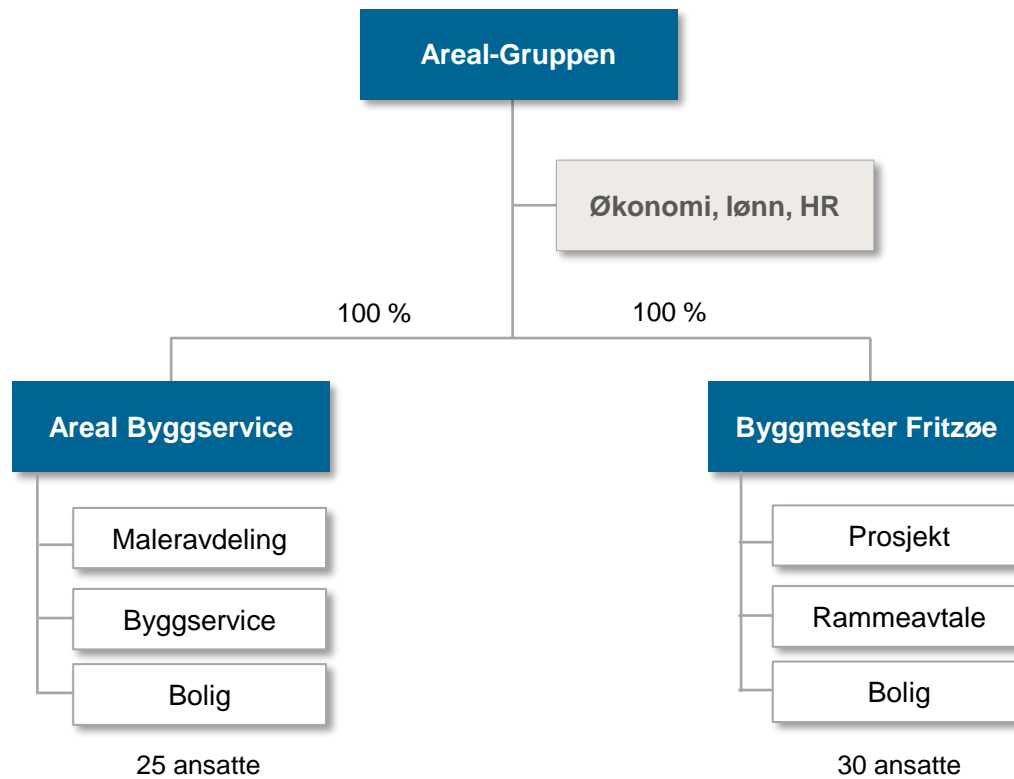 Areal-Gruppen
Økonomi, lønn, HR
100 %
100 %
Areal Byggservice
Maleravdeling
Byggservice
Bolig
25 ansatte
Byggmester Fritzøe
Prosjekt
Rammeavtale
Bolig
30 ansatte